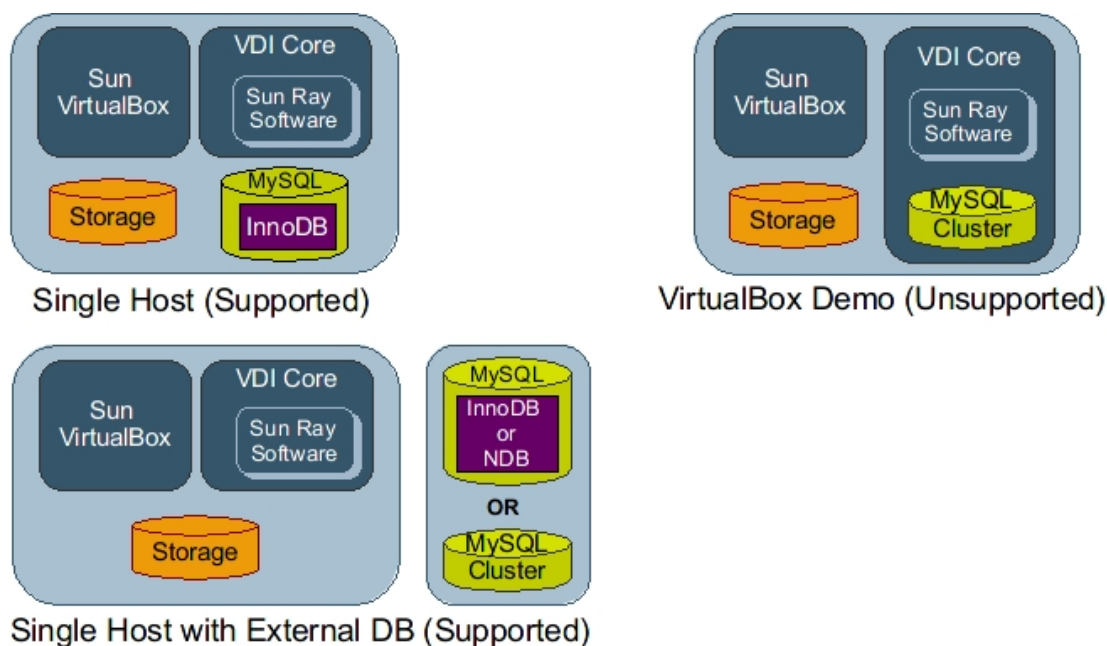 Sun
VirtualBox
VDI Core
Sun Ray
Software
Storage
MySQL
InnoDB
Single Host (Supported)
Sun
VirtualBox
VDI Core
Sun Ray
Software
Storage
MySQL
Cluster
VirtualBox Demo (Unsupported)
Sun
VirtualBox
VDI Core
Sun Ray
Software
Storage
MySQL
InnoDB
or
NDB
OR
MySQL
Cluster
Single Host with External DB (Supported)